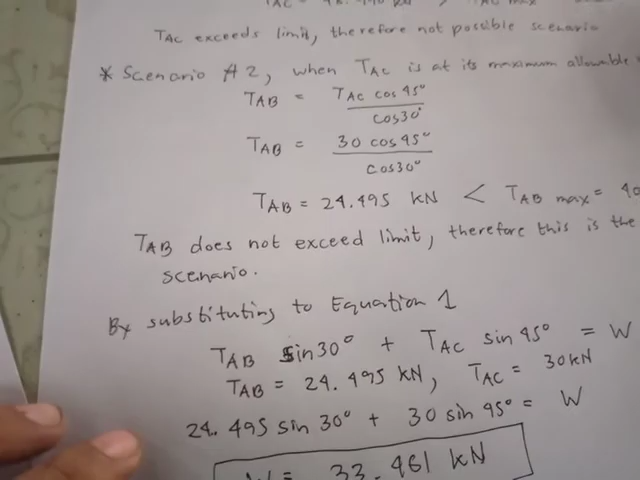 TAC exceeds limit, therefore not possible scenario
* Scenario #2, when TAC is at its maximum allowable
TAB = TAC cos 45° / cos30°
TAB = 30 cos 45° / cos30°
TAB = 24.495 kN < TAB max = 40
TAB does not exceed limit, therefore this is the
scenario.
By substituting to Equation 1
TAB sin30° + TAC sin 45° = W
TAB = 24.495 kN, TAC = 30kN
24.495 sin 30° + 30 sin 45° = W
W = 33.461 kN